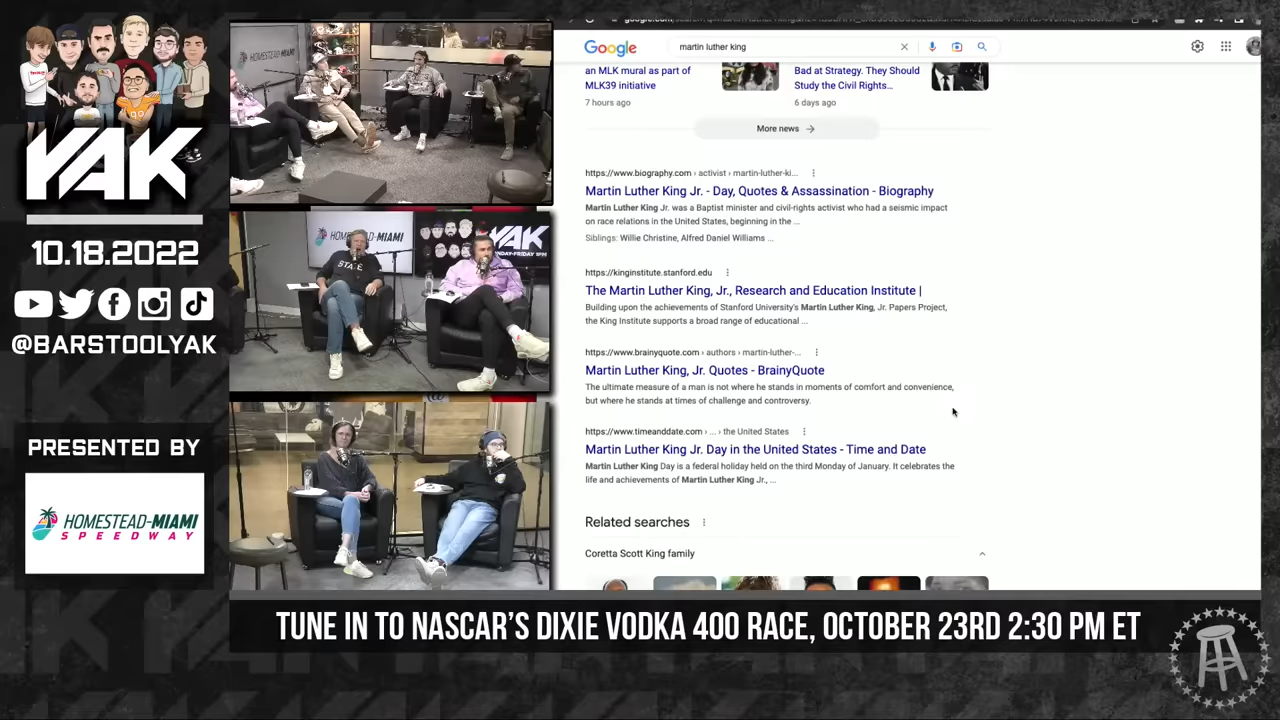 YAK
10.18.2022
@BARSTOOLYAK
PRESENTED BY
HOMESTEAD-MIAMI
SPEEDWAY
HOMESTEAD-MIAMI
HOMESTEAD-MIAMI
YAK
MONDAY-FRIDAY 1PM
STATE
Google
martin luther king
an MLK mural as part of
MLK39 initiative
7 hours ago
Bad at Strategy. They Should
Study the Civil Rights...
6 days ago
More news →
https://www.biography.com › activist › martin-luther-ki...
Martin Luther King Jr. - Day, Quotes & Assassination - Biography
Martin Luther King Jr. was a Baptist minister and civil-rights activist who had a seismic impact
on race relations in the United States, beginning in the ...
Siblings: Willie Christine, Alfred Daniel Williams ...
https://kinginstitute.stanford.edu
The Martin Luther King, Jr., Research and Education Institute |
Building upon the achievements of Stanford University's Martin Luther King, Jr. Papers Project,
the King Institute supports a broad range of educational ...
https://www.brainyquote.com › authors › martin-luther-...
Martin Luther King, Jr. Quotes - BrainyQuote
The ultimate measure of a man is not where he stands in moments of comfort and convenience,
but where he stands at times of challenge and controversy.
https://www.timeanddate.com › ... › the United States
Martin Luther King Jr. Day in the United States - Time and Date
Martin Luther King Day is a federal holiday held on the third Monday of January. It celebrates the
life and achievements of Martin Luther King Jr., ...
Related searches
Coretta Scott King family
TUNE IN TO NASCAR'S DIXIE VODKA 400 RACE, OCTOBER 23RD 2:30 PM ET